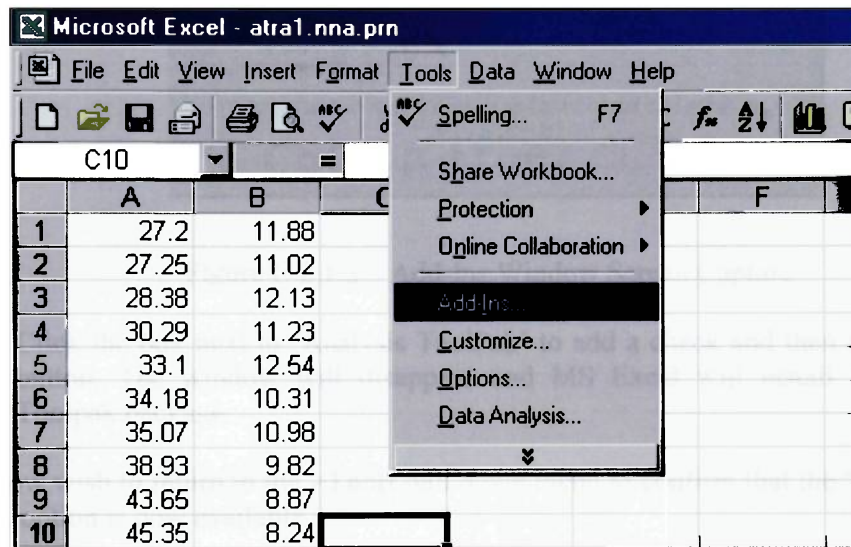 Microsoft Excel - atra1.nna.prn
File Edit View Insert Format Tools Data Window Help
ABC ABC Spelling... F7
C10 =
Share Workbook...
Protection
Online Collaboration
Add-Ins...
Customize...
Options...
Data Analysis...
A B C F
1 27.2 11.88
2 27.25 11.02
3 28.38 12.13
4 30.29 11.23
5 33.1 12.54
6 34.18 10.31
7 35.07 10.98
8 38.93 9.82
9 43.65 8.87
10 45.35 8.24